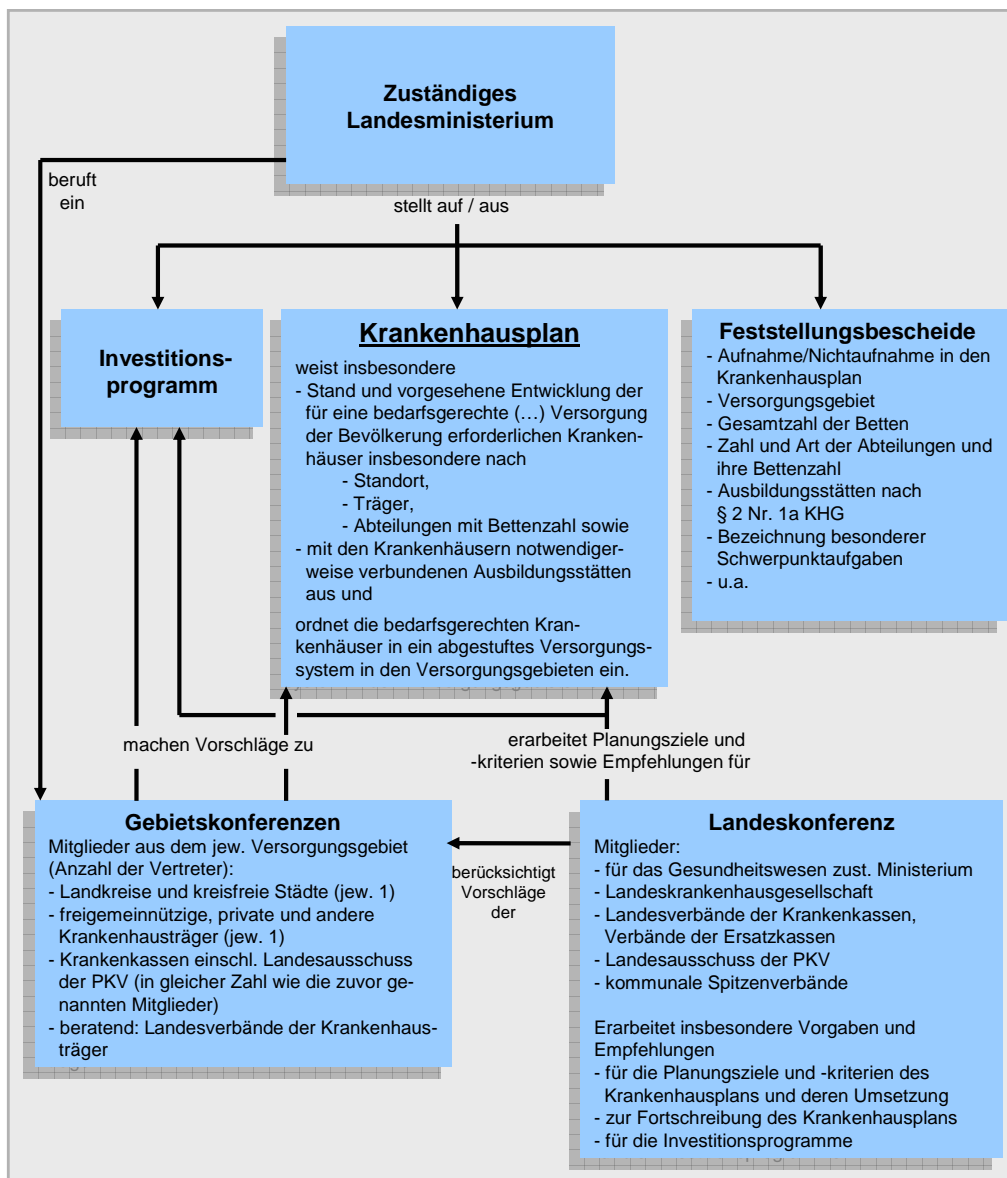 Zuständiges
Landesministerium
beruft
ein
stellt auf / aus
Investitions-
programm
Krankenhausplan
weist insbesondere
- Stand und vorgesehene Entwicklung der
für eine bedarfsgerechte (…) Versorgung
der Bevölkerung erforderlichen Kranken-
häuser insbesondere nach
- Standort,
- Träger,
- Abteilungen mit Bettenzahl sowie
- mit den Krankenhäusern notwendiger-
weise verbundenen Ausbildungsstätten
aus und
ordnet die bedarfsgerechten Kran-
kenhäuser in ein abgestuftes Versorgungs-
system in den Versorgungsgebieten ein.
Feststellungsbescheide
- Aufnahme/Nichtaufnahme in den
Krankenhausplan
- Versorgungsgebiet
- Gesamtzahl der Betten
- Zahl und Art der Abteilungen und
ihre Bettenzahl
- Ausbildungsstätten nach
§ 2 Nr. 1a KHG
- Bezeichnung besonderer
Schwerpunktaufgaben
- u.a.
machen Vorschläge zu
erarbeitet Planungsziele und
-kriterien sowie Empfehlungen für
Gebietskonferenzen
Mitglieder aus dem jew. Versorgungsgebiet
(Anzahl der Vertreter):
- Landkreise und kreisfreie Städte (jew. 1)
- freigemeinnützige, private und andere
Krankenhausträger (jew. 1)
- Krankenkassen einschl. Landesausschuss
der PKV (in gleicher Zahl wie die zuvor ge-
nannten Mitglieder)
- beratend: Landesverbände der Krankenhaus-
träger
berücksichtigt
Vorschläge
der
Landeskonferenz
Mitglieder:
- für das Gesundheitswesen zust. Ministerium
- Landeskrankenhausgesellschaft
- Landesverbände der Krankenkassen,
Verbände der Ersatzkassen
- Landesausschuss der PKV
- kommunale Spitzenverbände
Erarbeitet insbesondere Vorgaben und
Empfehlungen
- für die Planungsziele und -kriterien des
Krankenhausplans und deren Umsetzung
- zur Fortschreibung des Krankenhausplans
- für die Investitionsprogramme